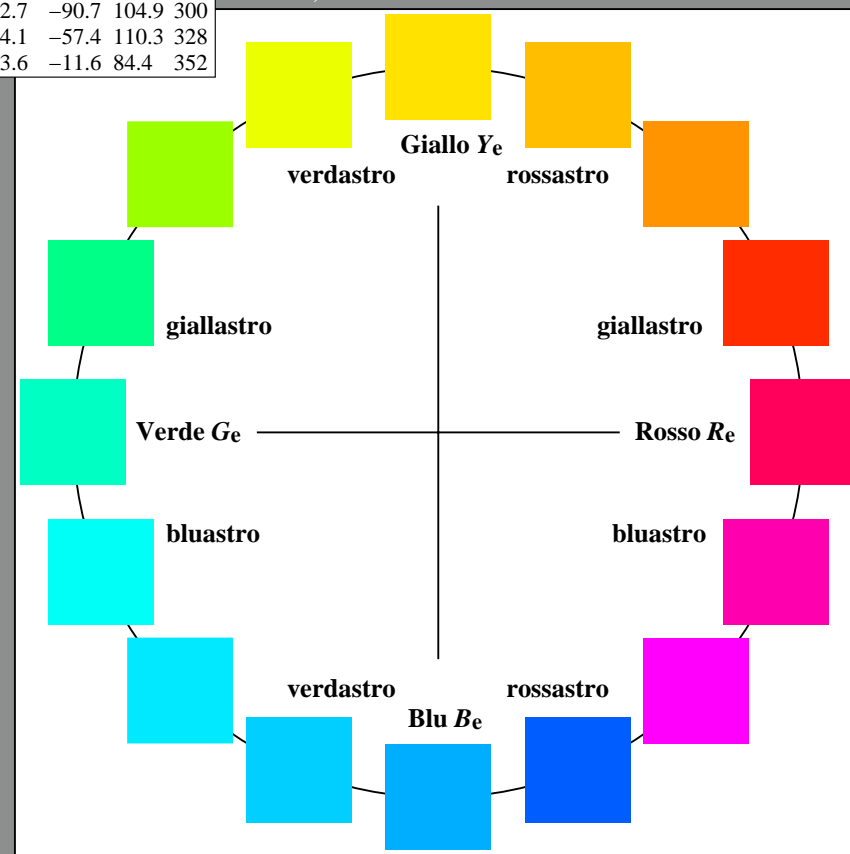 2.7 −90.7 104.9 300
4.1 −57.4 110.3 328
3.6 −11.6 84.4 352
Giallo Ye
verdastro rossastro
giallastro giallastro
Verde Ge Rosso Re
bluastro bluastro
verdastro rossastro
Blu Be